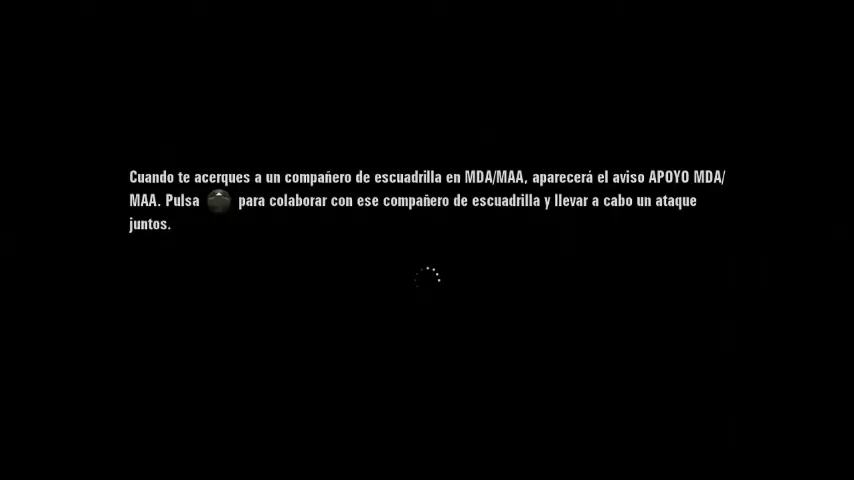 Cuando te acerques a un compañero de escuadrilla en MDA/MAA, aparecerá el aviso APOYO MDA/
MAA. Pulsa para colaborar con ese compañero de escuadrilla y llevar a cabo un ataque
juntos.